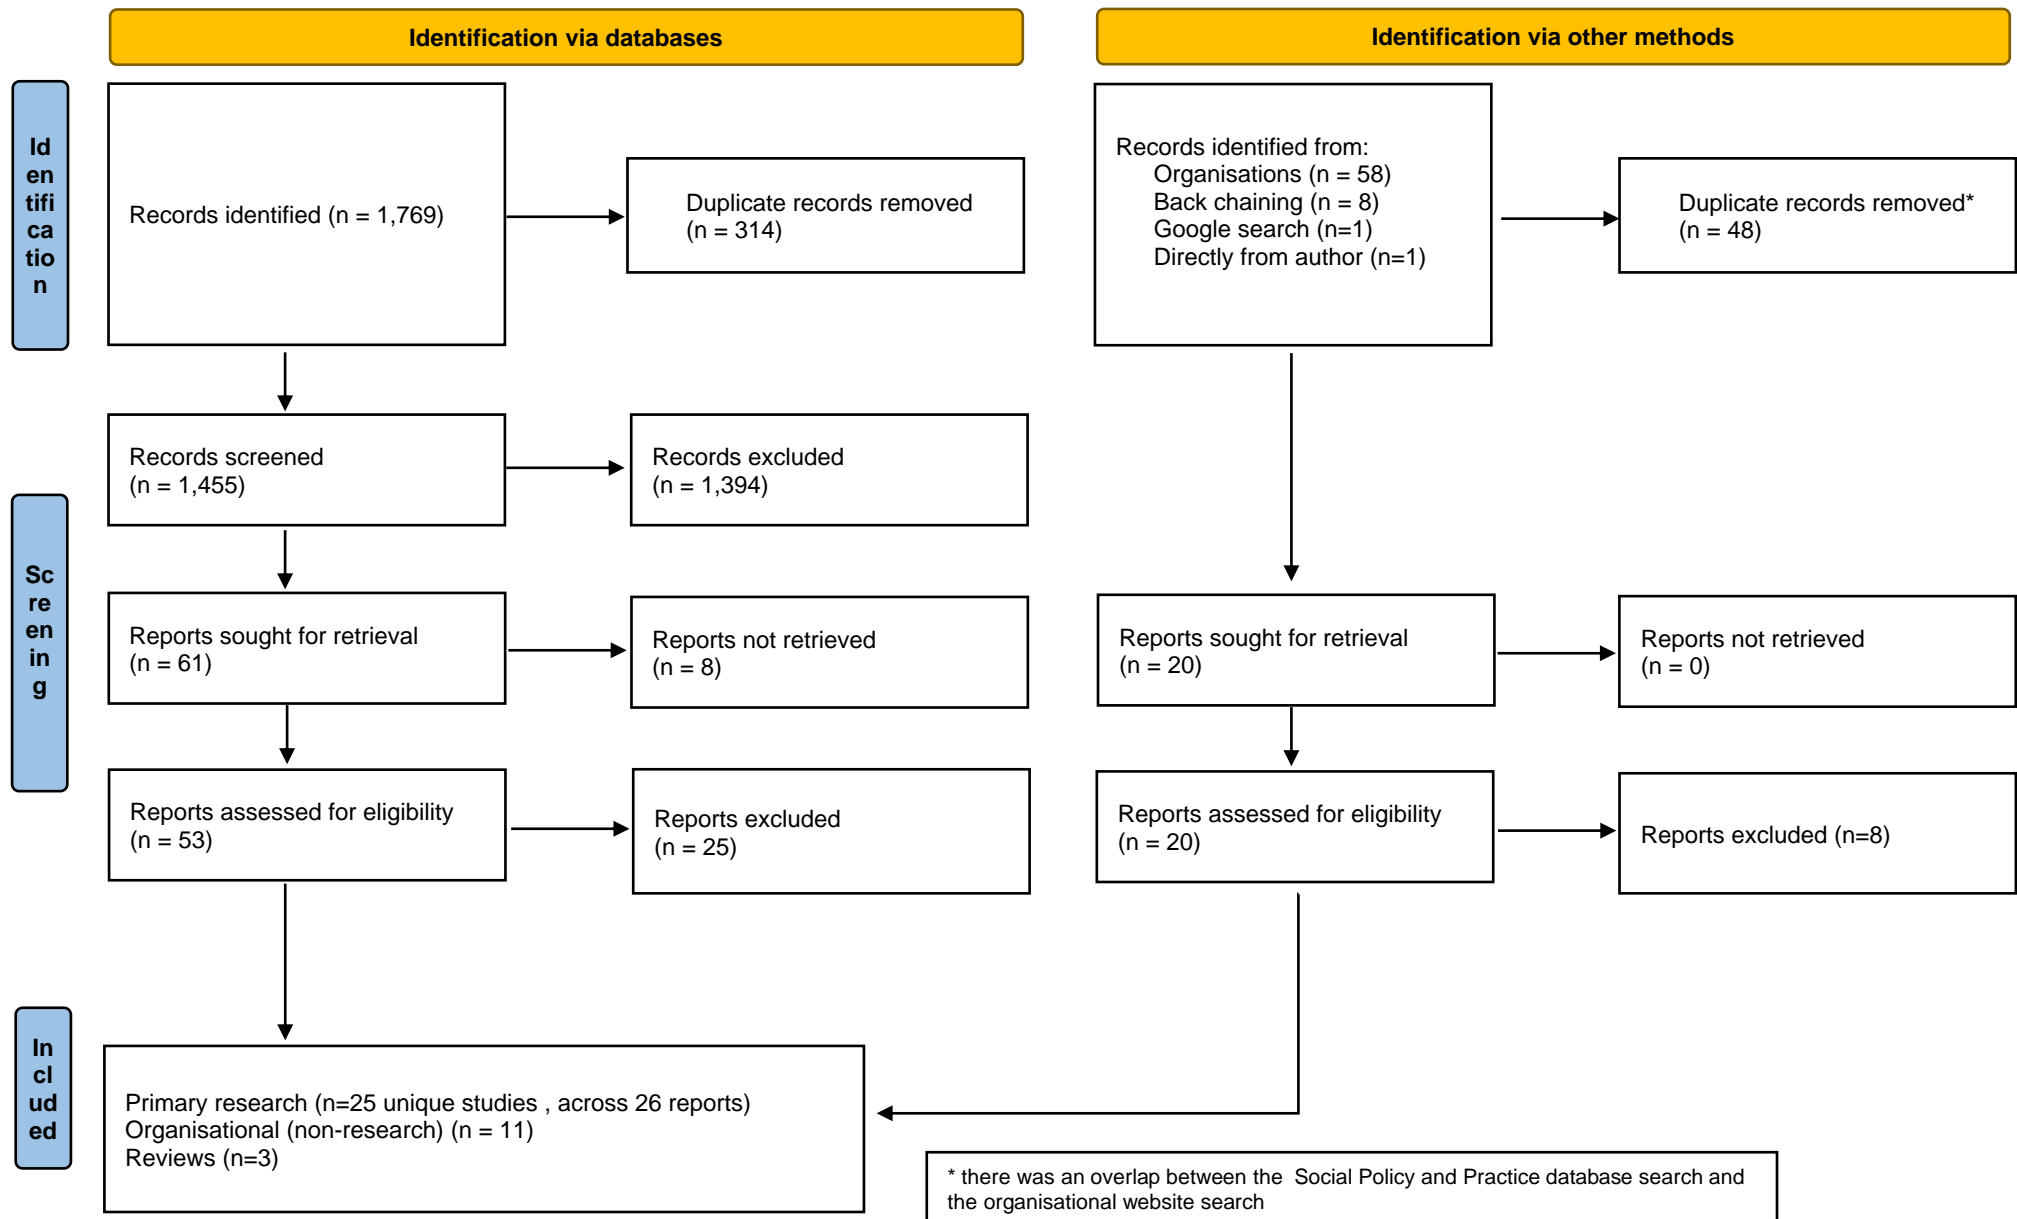 Identification via databases
Identification via other methods
Id
en
tifi
ca
tio
n
Records identified (n = 1,769)
Duplicate records removed
(n = 314)
Records identified from:
Organisations (n = 58)
Back chaining (n = 8)
Google search (n=1)
Directly from author (n=1)
Duplicate records removed*
(n = 48)
Sc
re
en
in
g
Records screened
(n = 1,455)
Records excluded
(n = 1,394)
Reports sought for retrieval
(n = 61)
Reports not retrieved
(n = 8)
Reports sought for retrieval
(n = 20)
Reports not retrieved
(n = 0)
Reports assessed for eligibility
(n = 53)
Reports excluded
(n = 25)
Reports assessed for eligibility
(n = 20)
Reports excluded (n=8)
In
cl
ud
ed
Primary research (n=25 unique studies , across 26 reports)
Organisational (non-research) (n = 11)
Reviews (n=3)
* there was an overlap between the  Social Policy and Practice database search and
the organisational website search